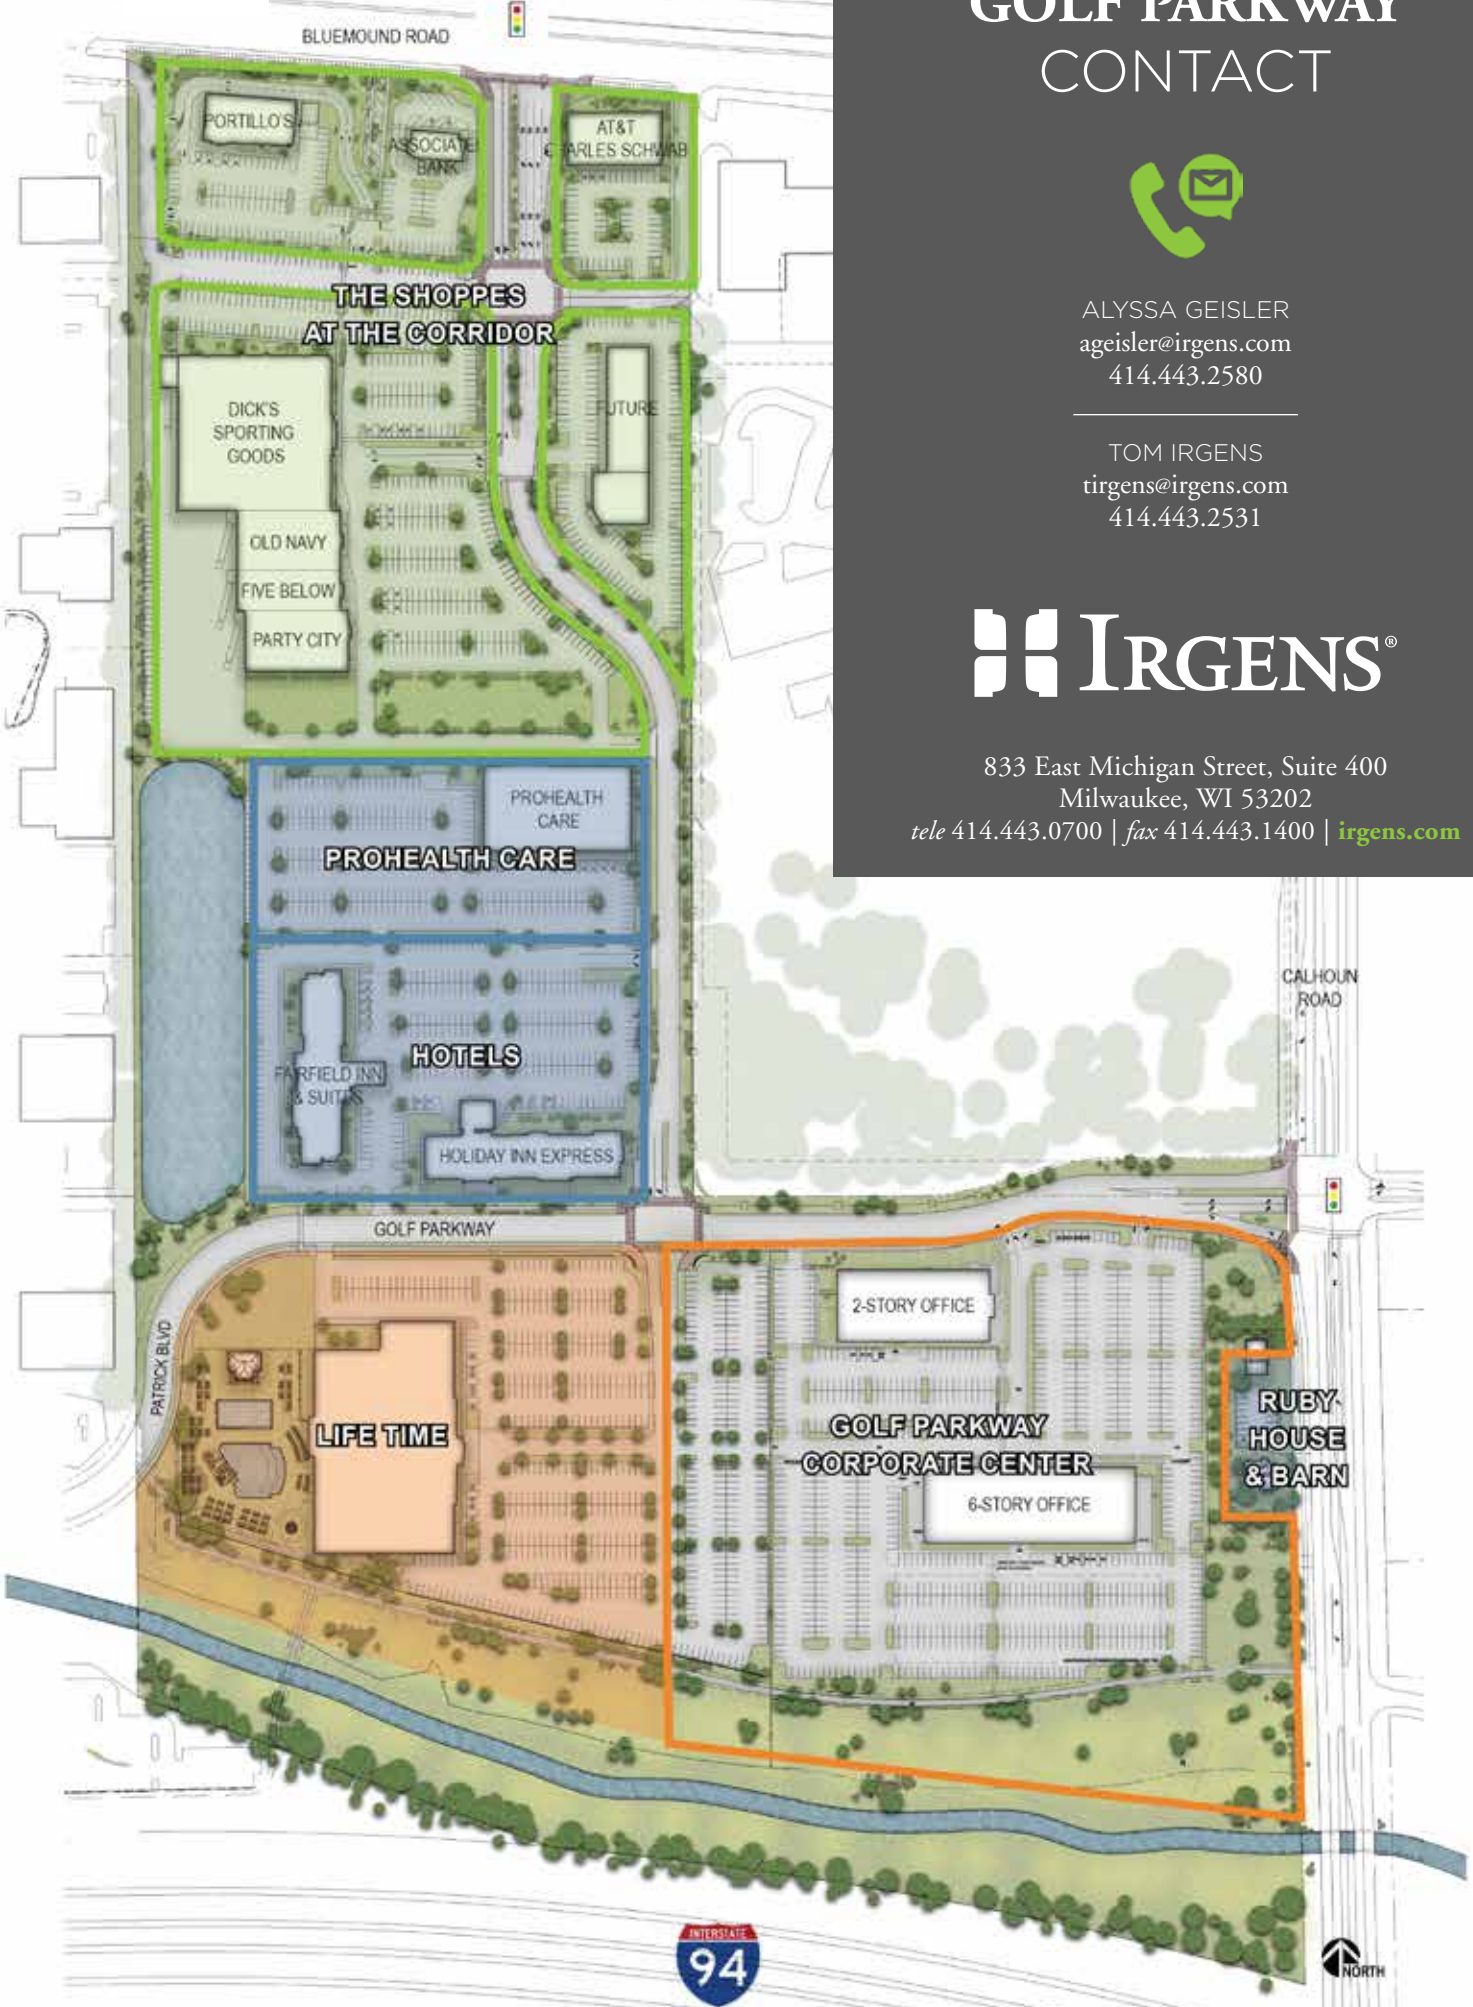 BLUEMOUND ROAD
PORTILLO'S
ASSOCIATE
BANK
AT&T
CHARLES SCHWAB
THE SHOPPES
AT THE CORRIDOR
DICK'S
SPORTING
GOODS
FUTURE
OLD NAVY
FIVE BELOW
PARTY CITY
PROHEALTH
CARE
PROHEALTH CARE
HOTELS
FAIRFIELD INN
& SUITES
HOLIDAY INN EXPRESS
GOLF PARKWAY
PATRICK BLVD
LIFE TIME
2-STORY OFFICE
GOLF PARKWAY
CORPORATE CENTER
6-STORY OFFICE
RUBY
HOUSE
& BARN
CALHOUN
ROAD
INTERSTATE
94
NORTH
GOLF PARKWAY
CONTACT
ALYSSA GEISLER
ageisler@irgens.com
414.443.2580
TOM IRGENS
tirgens@irgens.com
414.443.2531
IRGENS®
833 East Michigan Street, Suite 400
Milwaukee, WI 53202
tele 414.443.0700 | fax 414.443.1400 | irgens.com